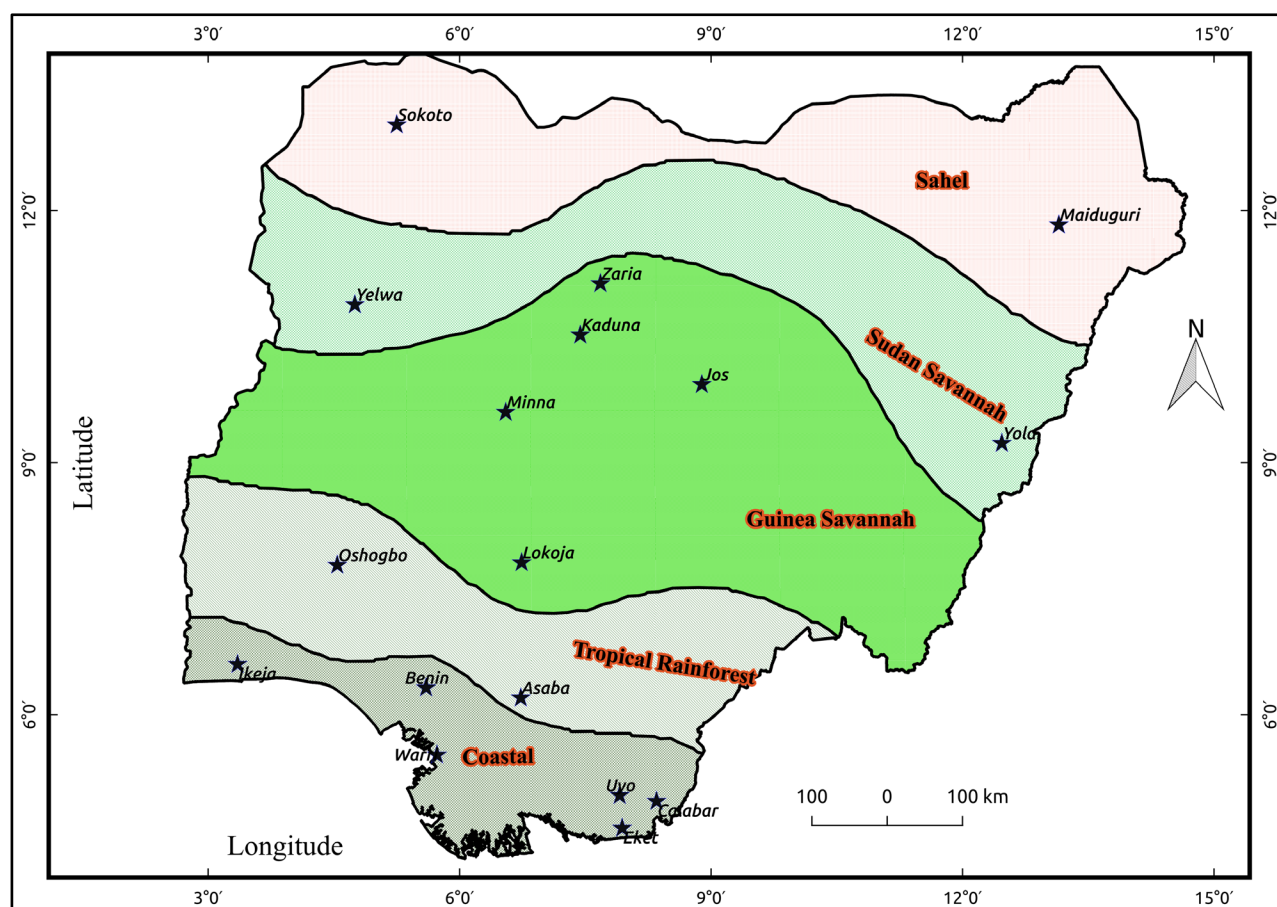 3°0′ 6°0′ 9°0′ 12°0′ 15°0′
Sokoto
Sahel
12°0′ 12°0′
Maiduguri
Zaria
Yelwa
Kaduna
Sudan Savannah
N
Jos
Minna
Yola
9°0′ 9°0′
Latitude
Guinea Savannah
Lokoja
Oshogbo
Tropical Rainforest
Ikeja
Benin
Asaba
6°0′ 6°0′
Warri
Coastal
Uyo
Calabar
Eket
100 0 100 km
Longitude
3°0′ 6°0′ 9°0′ 12°0′ 15°0′